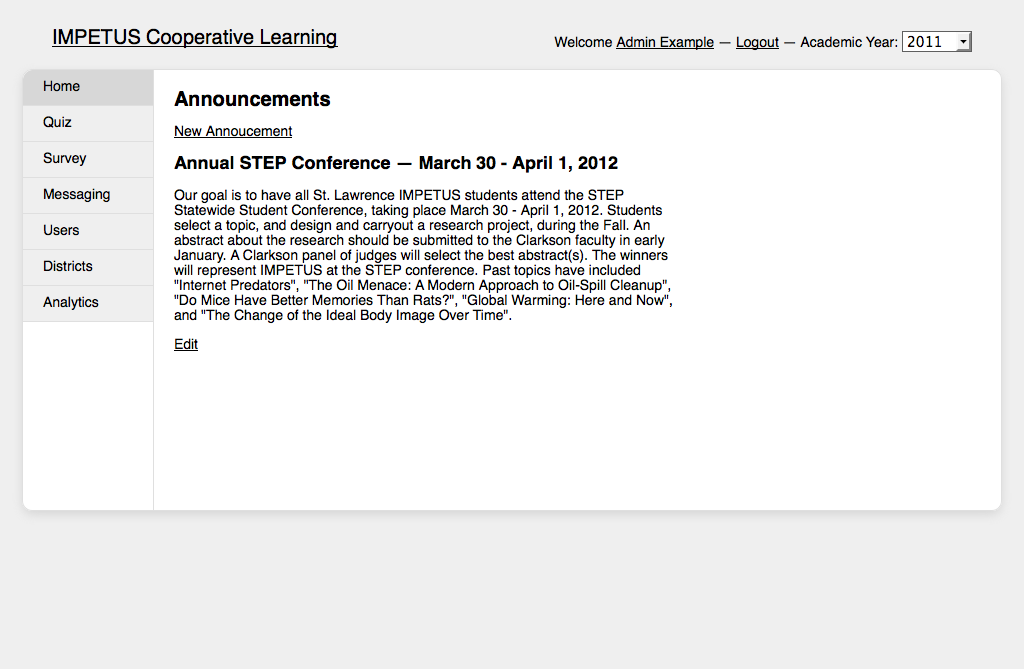 IMPETUS Cooperative Learning
Welcome Admin Example — Logout — Academic Year: 2011
Home
Quiz
Survey
Messaging
Users
Districts
Analytics
Announcements
New Annoucement
Annual STEP Conference — March 30 - April 1, 2012
Our goal is to have all St. Lawrence IMPETUS students attend the STEP
Statewide Student Conference, taking place March 30 - April 1, 2012. Students
select a topic, and design and carryout a research project, during the Fall. An
abstract about the research should be submitted to the Clarkson faculty in early
January. A Clarkson panel of judges will select the best abstract(s). The winners
will represent IMPETUS at the STEP conference. Past topics have included
"Internet Predators", "The Oil Menace: A Modern Approach to Oil-Spill Cleanup",
"Do Mice Have Better Memories Than Rats?", "Global Warming: Here and Now",
and "The Change of the Ideal Body Image Over Time".
Edit